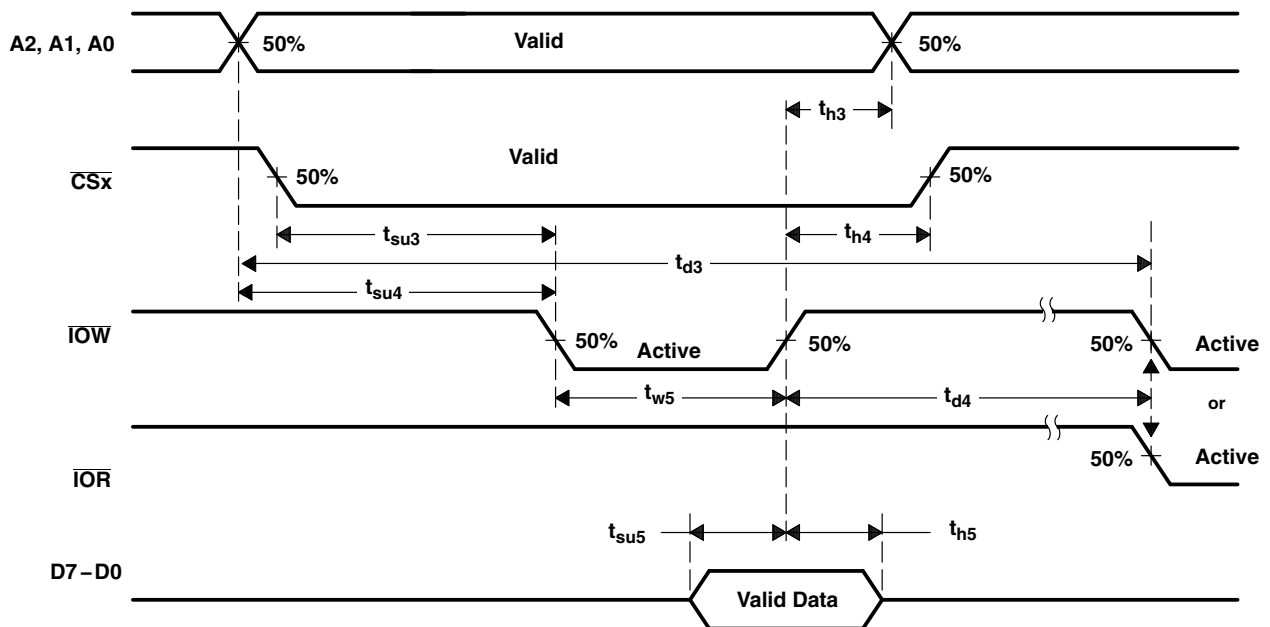 A2, A1, A0
50%
Valid
50%
th3
CSx
50%
Valid
50%
tsu3
th4
td3
tsu4
IOW
50%
Active
50%
50%
Active
tw5
td4
or
IOR
50%
Active
tsu5
th5
D7–D0
Valid Data